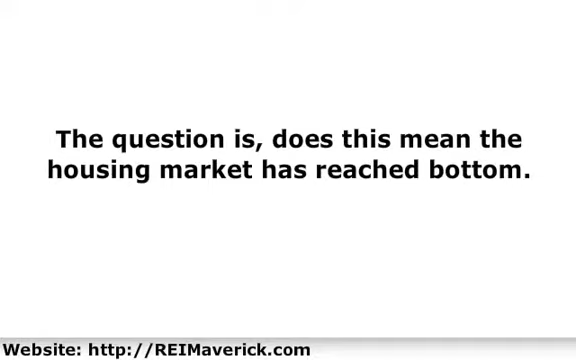 The question is, does this mean the
housing market has reached bottom.
Website: http://REIMaverick.com